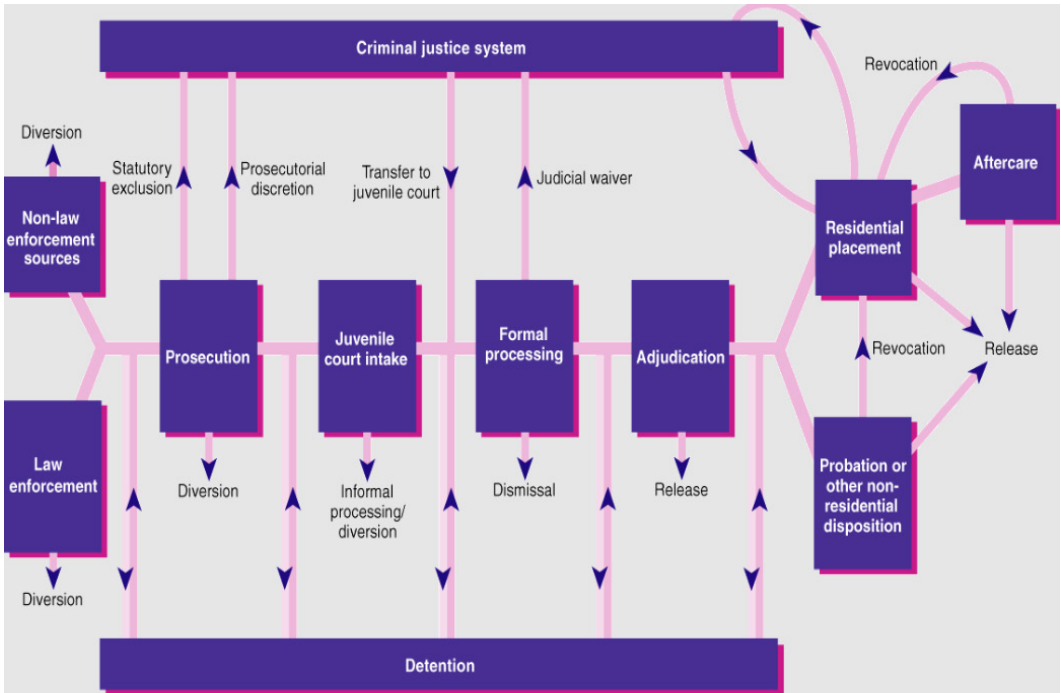 Criminal justice system
Revocation
Diversion
Aftercare
Statutory
exclusion
Prosecutorial
discretion
Transfer to
juvenile court
Judicial waiver
Non-law
enforcement
sources
Residential
placement
Prosecution
Juvenile
court intake
Formal
processing
Adjudication
Revocation
Release
Law
enforcement
Diversion
Informal
processing/
diversion
Dismissal
Release
Probation or
other non-
residential
disposition
Diversion
Detention